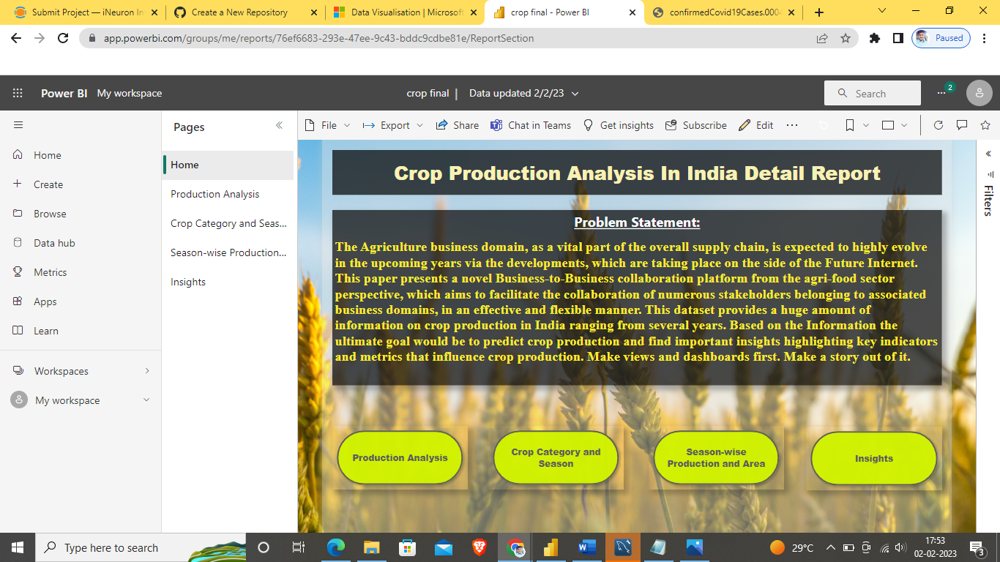 Submit Project — iNeuron In
Create a New Repository
Data Visualisation | Microsoft
crop final - Power BI
confirmedCovid19Cases.000
app.powerbi.com/groups/me/reports/76ef6683-293e-47ee-9c43-bddc9cdbe81e/ReportSection
Paused
Power BI My workspace
crop final | Data updated 2/2/23
Search
2
Home
Create
Browse
Data hub
Metrics
Apps
Learn
Workspaces
My workspace
Pages
Home
Production Analysis
Crop Category and Seas...
Season-wise Production...
Insights
File
Export
Share
Chat in Teams
Get insights
Subscribe
Edit
Crop Production Analysis In India Detail Report
Problem Statement:
The Agriculture business domain, as a vital part of the overall supply chain, is expected to highly evolve
in the upcoming years via the developments, which are taking place on the side of the Future Internet.
This paper presents a novel Business-to-Business collaboration platform from the agri-food sector
perspective, which aims to facilitate the collaboration of numerous stakeholders belonging to associated
business domains, in an effective and flexible manner. This dataset provides a huge amount of
information on crop production in India ranging from several years. Based on the Information the
ultimate goal would be to predict crop production and find important insights highlighting key indicators
and metrics that influence crop production. Make views and dashboards first. Make a story out of it.
Production Analysis
Crop Category and
Season
Season-wise
Production and Area
Insights
Filters
Type here to search
29°C
17:53
02-02-2023
3